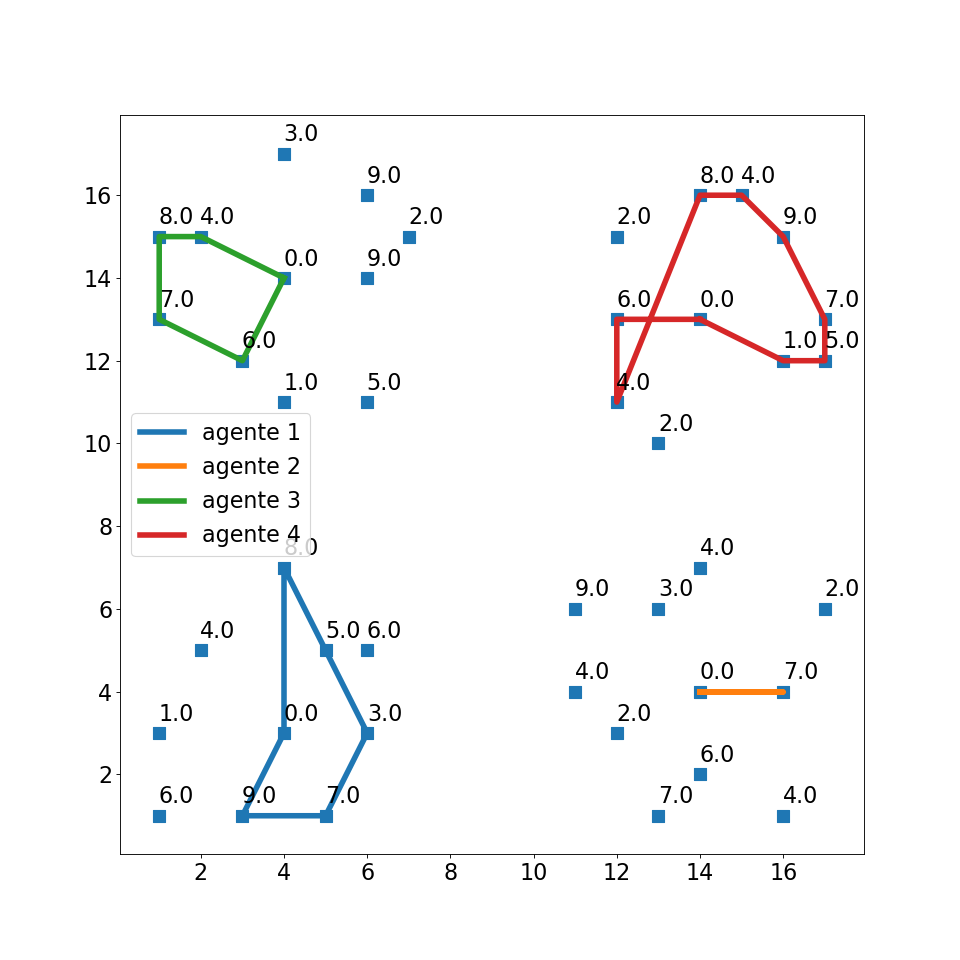 3.0
9.0
8.0 4.0
8.0 4.0 2.0 2.0 9.0
0.0 9.0
7.0 6.0 0.0 7.0
6.0 1.0 5.0
1.0 5.0 4.0
2.0
agente 1
agente 2
agente 3
agente 4
8.0 4.0
9.0 3.0 2.0
4.0 5.0 6.0
4.0 0.0 7.0
1.0 0.0 3.0 2.0
6.0
6.0 9.0 7.0 7.0 4.0
16
14
12
10
8
6
4
2
2 4 6 8 10 12 14 16